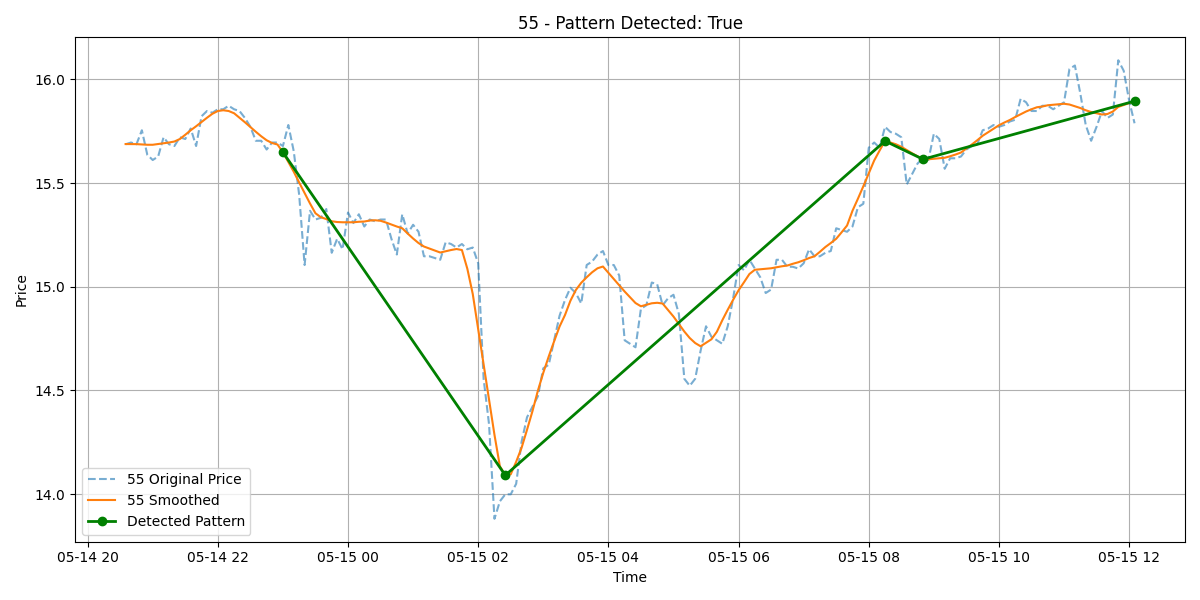 55 - Pattern Detected: True
Price
16.0
15.5
15.0
14.5
14.0
55 Original Price
55 Smoothed
Detected Pattern
05-14 20 05-14 22 05-15 00 05-15 02 05-15 04 05-15 06 05-15 08 05-15 10 05-15 12
Time